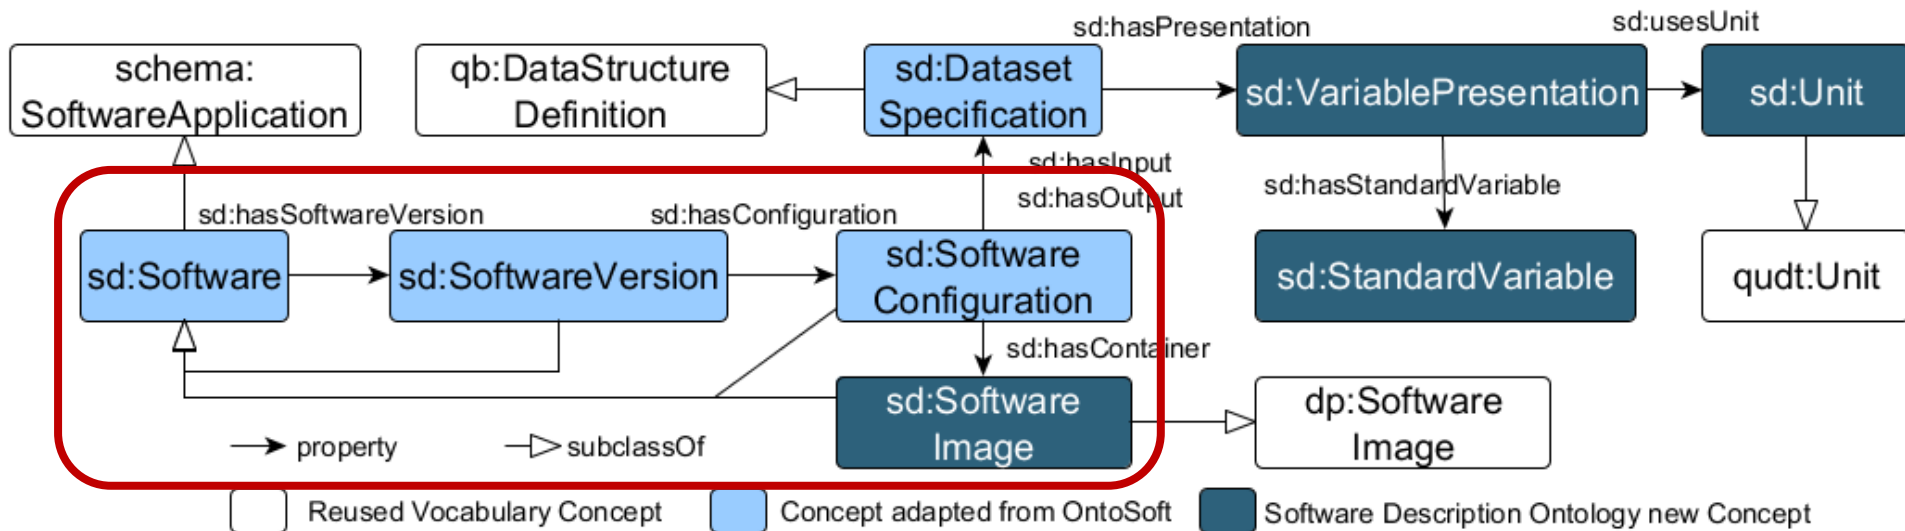 sd:hasPresentation
sd:usesUnit
schema:
SoftwareApplication
qb:DataStructure
Definition
sd:Dataset
Specification
sd:VariablePresentation
sd:Unit
sd:hasInput
sd:hasOutput
sd:hasStandardVariable
sd:hasSoftwareVersion
sd:hasConfiguration
sd:Software
sd:SoftwareVersion
sd:Software
Configuration
sd:StandardVariable
qudt:Unit
sd:hasContainer
sd:Software
Image
dp:Software
Image
property
subclassOf
Reused Vocabulary Concept
Concept adapted from OntoSoft
Software Description Ontology new Concept